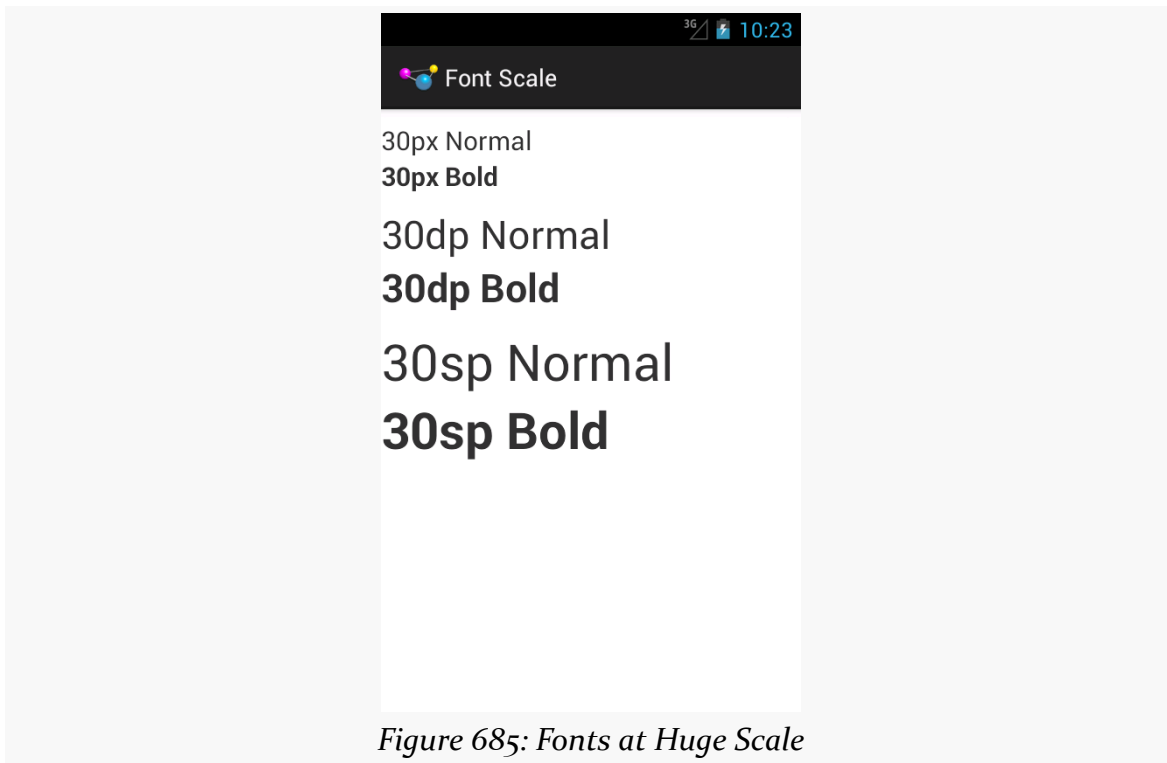 3G 10:23
Font Scale
30px Normal
30px Bold
30dp Normal
30dp Bold
30sp Normal
30sp Bold
Figure 685: Fonts at Huge Scale